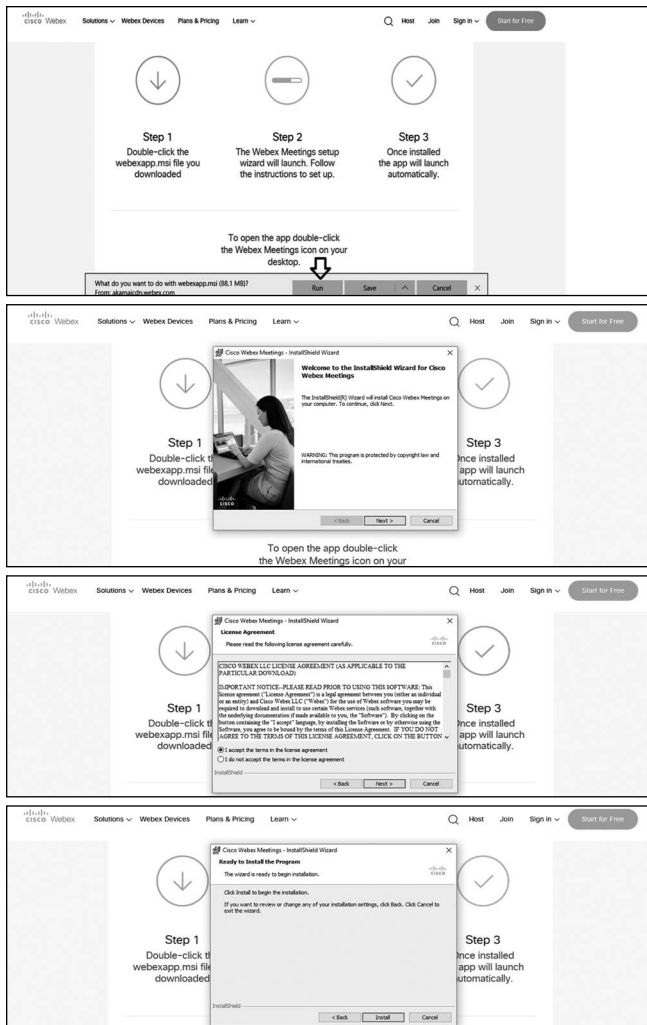 cisco Webex Solutions Webex Devices Plans & Pricing Learn Host Join Sign in Start for Free
Step 1 Step 2 Step 3
Double-click the The Webex Meetings setup Once installed
webexapp.msi file you wizard will launch. Follow the app will launch
downloaded the instructions to set up. automatically.
To open the app double-click
the Webex Meetings icon on your
desktop.
What do you want to do with webexapp.msi (88.1 MB)?
From: akamaicdn.webex.com
Run Save Cancel X
cisco Webex Solutions Webex Devices Plans & Pricing Learn Host Join Sign in Start for Free
Cisco Webex Meetings - InstallShield Wizard
Welcome to the InstallShield Wizard for Cisco
Webex Meetings
The InstallShield(R) Wizard will install Cisco Webex Meetings on
your computer. To continue, click Next.
WARNING: This program is protected by copyright law and
international treaties.
cisco
< Back Next > Cancel
Step 1 Step 3
Double-click th nce installed
webexapp.msi file app will launch
downloaded utomatically.
To open the app double-click
the Webex Meetings icon on your
cisco Webex Solutions Webex Devices Plans & Pricing Learn Host Join Sign in Start for Free
Cisco Webex Meetings - InstallShield Wizard
License Agreement
Please read the following license agreement carefully.
cisco
CISCO WEBEX LLC LICENSE AGREEMENT (AS APPLICABLE TO THE
PARTICULAR DOWNLOAD)
IMPORTANT NOTICE--PLEASE READ PRIOR TO USING THIS SOFTWARE: This
license agreement ("License Agreement") is a legal agreement between you (either an individual
or an entity) and Cisco Webex LLC ("Webex") for the use of Webex software you may be
required to download and install to use certain Webex services (such software, together with
the underlying documentation if made available to you, the "Software"). By clicking on the
button containing the "I accept" language, by installing the Software or by otherwise using the
Software, you agree to be bound by the terms of this License Agreement. IF YOU DO NOT
AGREE TO THE TERMS OF THIS LICENSE AGREEMENT, CLICK ON THE BUTTON
I accept the terms in the license agreement
I do not accept the terms in the license agreement
InstallShield
< Back Next > Cancel
Step 1 Step 3
Double-click th nce installed
webexapp.msi file app will launch
downloaded utomatically.
cisco Webex Solutions Webex Devices Plans & Pricing Learn Host Join Sign in Start for Free
Cisco Webex Meetings - InstallShield Wizard
Ready to Install the Program
The wizard is ready to begin installation.
cisco
Click Install to begin the installation.
If you want to review or change any of your installation settings, click Back. Click Cancel to
exit the wizard.
InstallShield
< Back Install Cancel
Step 1 Step 3
Double-click th nce installed
webexapp.msi file app will launch
downloaded utomatically.